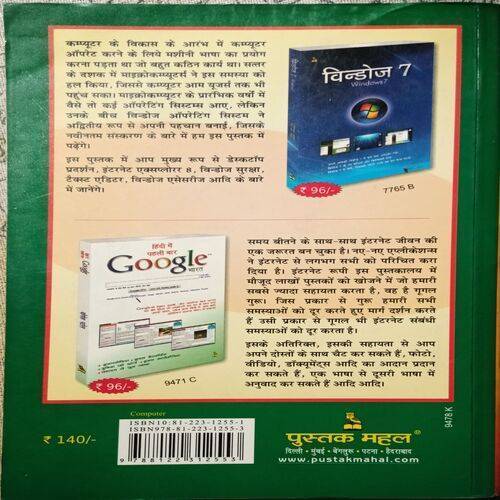 कम्प्यूटर के विकास के आरंभ में कम्प्यूटर
ऑपरेट करने के लिये मशीनी भाषा का प्रयोग
करना पड़ता था जो बहुत कठिन कार्य था। सत्तर
के दशक में माइक्रोकम्प्यूटर्स ने इस समस्या को
हल किया, जिससे कम्प्यूटर आम यूजर्स तक भी
पहुंच सका। माइक्रोकम्प्यूटर के प्रारंभिक वर्षों में
वैसे तो कई ऑपरेटिंग सिस्टम्स आए, लेकिन
उनके बीच विन्डोज ऑपरेटिंग सिस्टम ने
अद्वितीय रूप से अपनी पहचान बनाई, जिसके
नवीनतम संस्करण के बारे में हम इस पुस्तक में
पढ़ेंगे।
इस पुस्तक में आप मुख्य रूप से डेस्कटॉप
प्रदर्शन, इंटरनेट एक्सप्लोरर 8, विन्डोज सुरक्षा,
टैक्स्ट एडिटर, विन्डोज एसेसरीज आदि के बारे
में जानेंगे।
विन्डोज 7
Windows7
₹ 96/-
7765 B
हिंदी में
पहली बार
Google
भारत
₹ 96/-
9471 C
समय बीतने के साथ-साथ इंटरनेट जीवन की
एक जरूरत बन चुका है। नए-नए एप्लीकेशन्स
ने इंटरनेट से लगभग सभी को परिचित करा
दिया है। इंटरनेट रूपी इस पुस्तकालय में
मौजूद लाखों पुस्तकों को खोजने में जो हमारी
सबसे ज्यादा सहायता करता है, वह है गूगल
गुरू। जिस प्रकार से गुरू हमारी सभी
समस्याओं को दूर करते हुए मार्ग दर्शन करते
हैं उसी प्रकार से गूगल भी इंटरनेट संबंधी
समस्याओं को दूर करता है।
इसके अतिरिक्त, इसकी सहायता से आप
अपने दोस्तों के साथ चैट कर सकते हैं, फोटो,
वीडियो, डॉक्यूमेंट्स आदि का आदान प्रदान
कर सकते हैं, एक भाषा से दूसरी भाषा में
अनुवाद कर सकते हैं आदि आदि।
₹ 140/-
Computer
ISBN10:81-223-1255-1
ISBN978-81-223-1255-3
9788122312553
पुस्तक महल
दिल्ली • मुंबई • बेंगलुरू • पटना • हैदराबाद
www.pustakmahal.com
9478 K